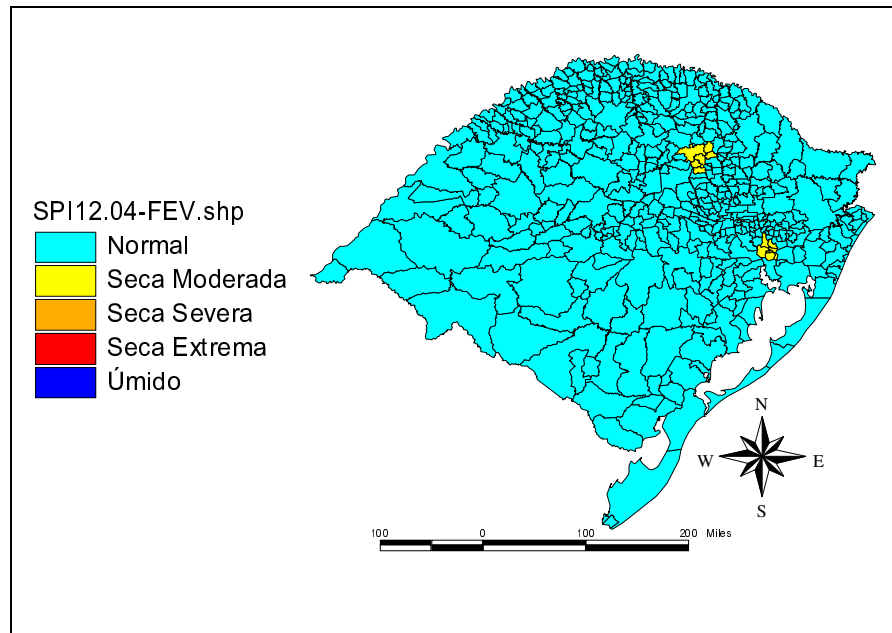 SPI12.04-FEV.shp
Normal
Seca Moderada
Seca Severa
Seca Extrema
Úmido
N
W E
S
100 0 100 200 Miles